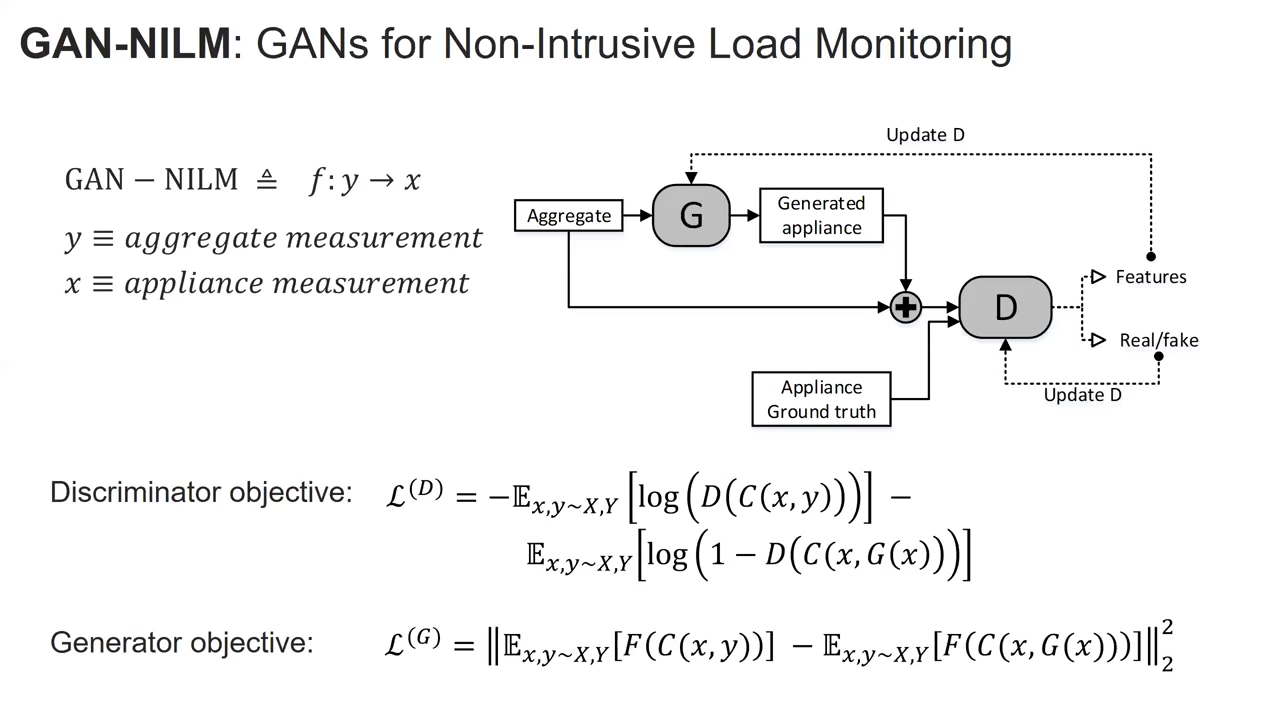 GAN-NILM: GANs for Non-Intrusive Load Monitoring
GAN − NILM ≜ f: y → x
y ≡ aggregate measurement
x ≡ appliance measurement
Update D
Aggregate
G
Generated
appliance
D
Features
Real/fake
Appliance
Ground truth
Update D
Discriminator objective: ℒ^(D) = −𝔼_{x,y~X,Y} [log(D(C(x, y)))] −
𝔼_{x,y~X,Y}[log(1 − D(C(x, G(x))))]
Generator objective: ℒ^(G) = ‖𝔼_{x,y~X,Y}[F(C(x, y))] − 𝔼_{x,y~X,Y}[F(C(x, G(x)))]‖_2^2